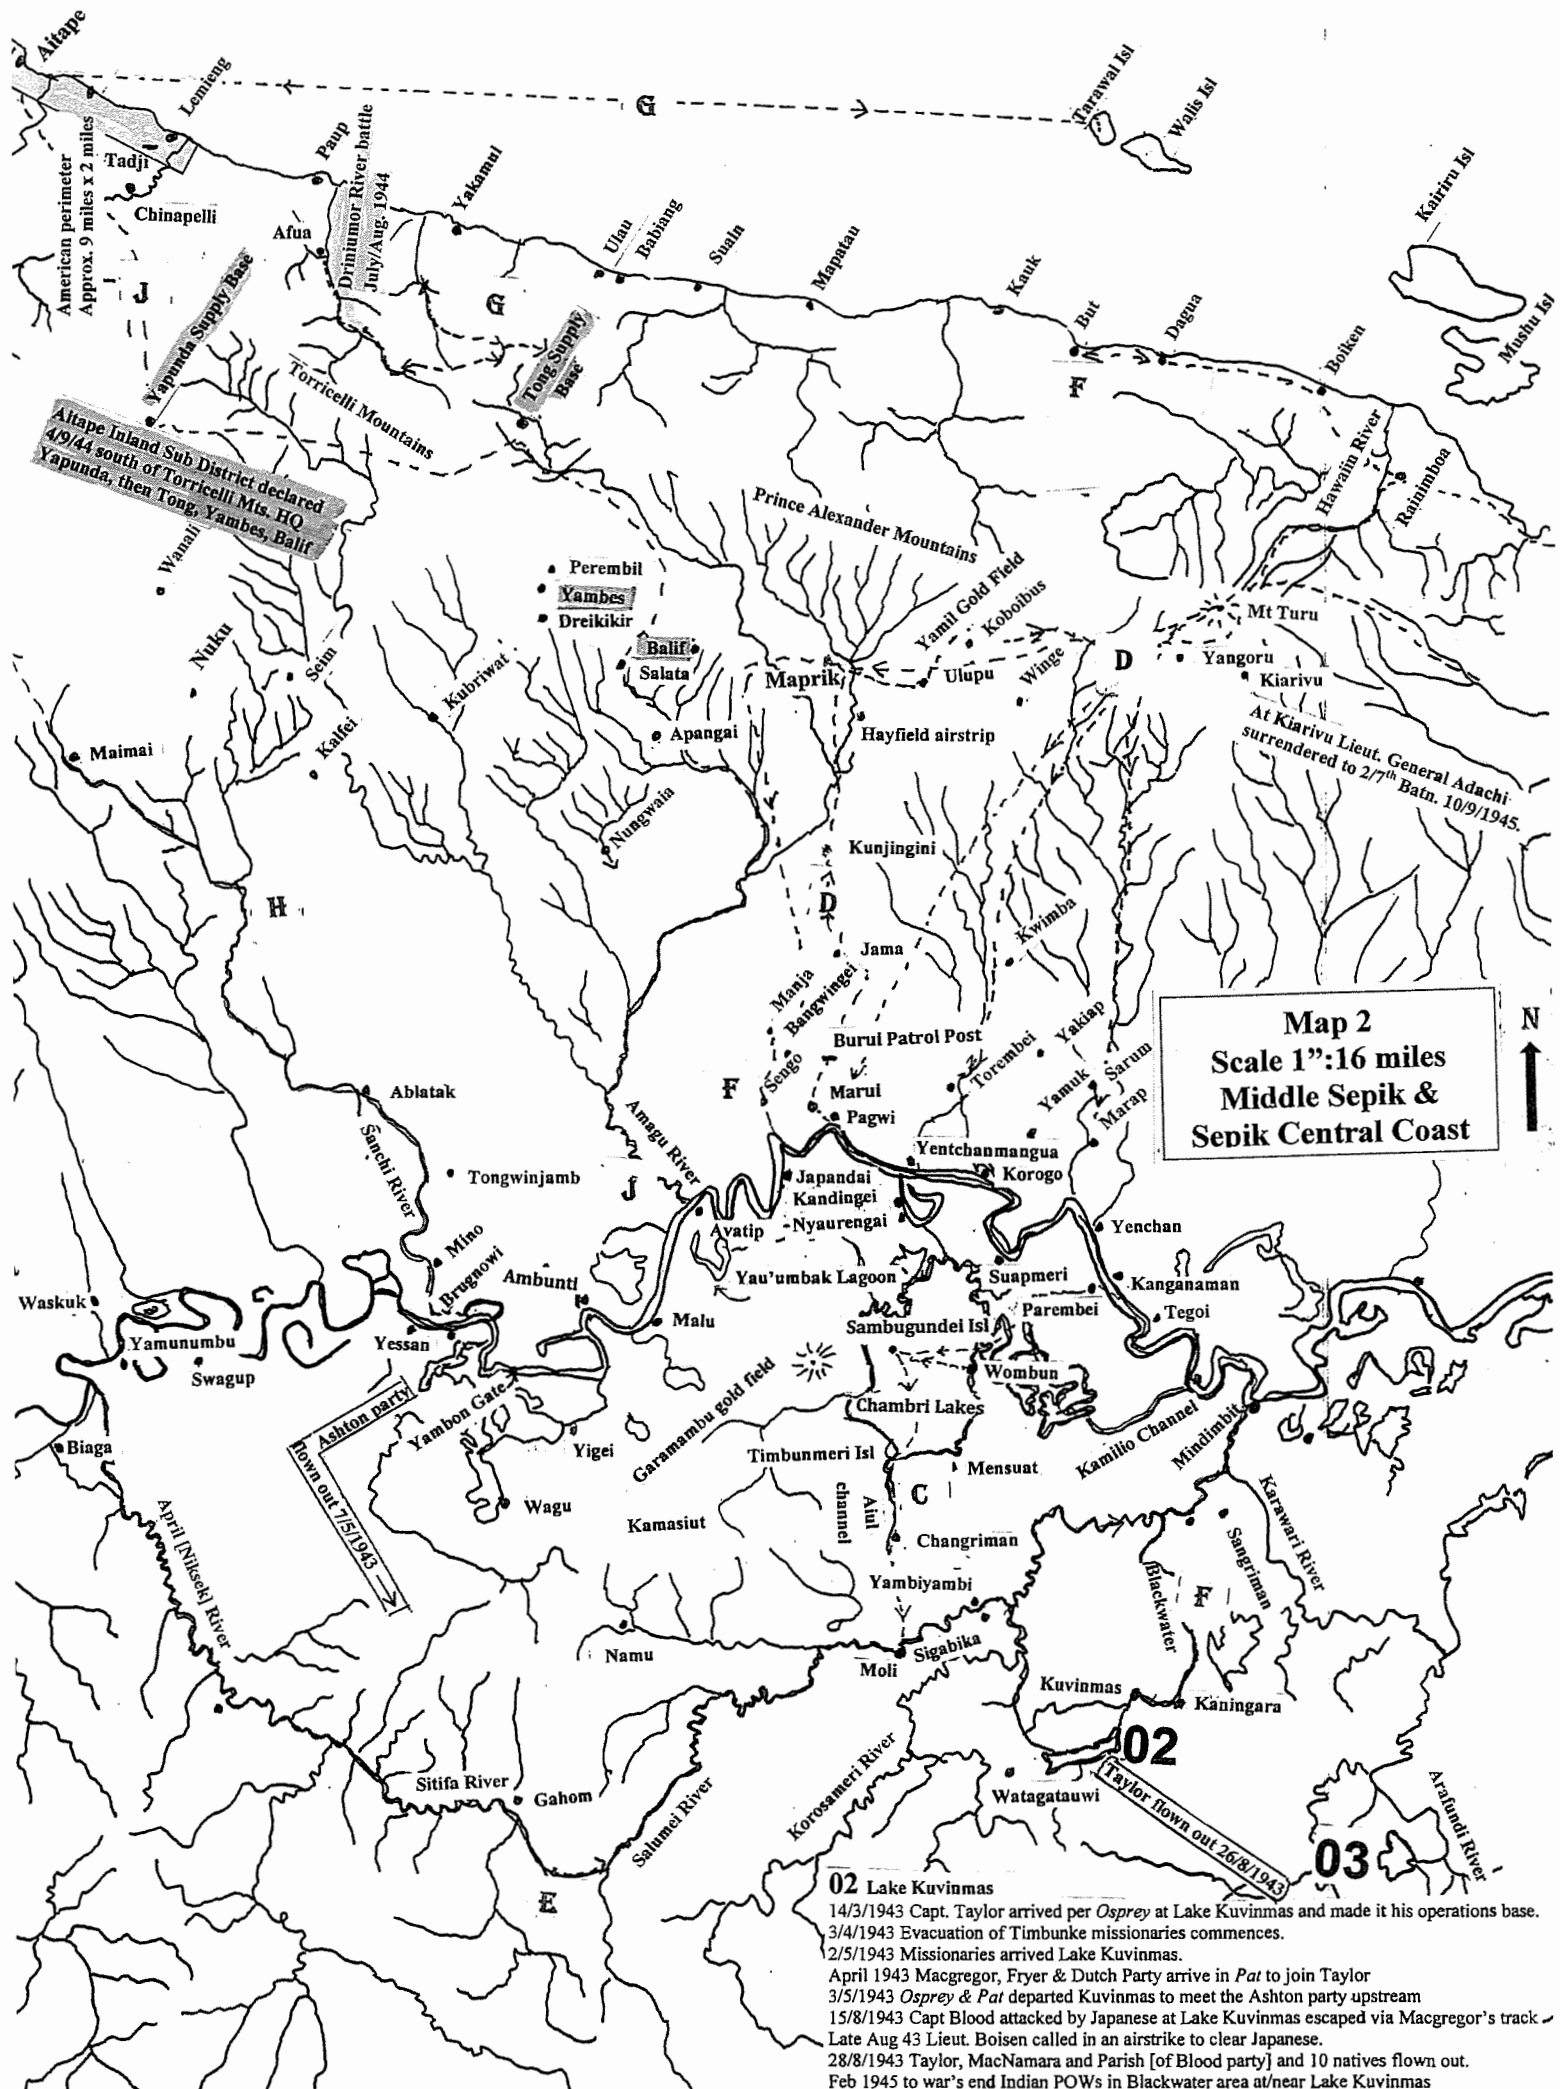 Aitape
Lemieng
Tadji
Chinapelli
American perimeter
Approx. 9 miles x 2 miles
J
Paup
Afua
Driniumor River battle
July/Aug. 1944
Yakamul
G
Tarawai Isl
Walis Isl
Kairiru Isl
Mushu Isl
Ulau
Babiang
Sualn
Mapatau
Kauk
But
Dagua
Boiken
G
E
Yapunda Supply Base
Tong Supply
Base
Torricelli Mountains
Aitape Inland Sub District declared
4/9/44 south of Torricelli Mts. HQ
Yapunda, then Tong, Yambes, Balif
Wanali
Prince Alexander Mountains
Hawaiin River
Rainimboa
Perembil
Yambes
Dreikikir
Balif
Salata
Apangai
Nuku
Seim
Kubriwat
Kalfei
Maimai
Nungwaia
Maprik
Yamil Gold Field
Koboibus
Ulupu
Winge
D
Mt Turu
Yangoru
Kiarivu
At Kiarivu Lieut. General Adachi
surrendered to 2/7th Batn. 10/9/1945.
Hayfield airstrip
Kunjingini
H
D
Jama
Kwimba
Manja
Bangwingei
Sengo
F
Burui Patrol Post
Marui
Pagwi
Torembei
Yakiap
Yamuk
Sarum
Marap
Map 2
Scale 1”:16 miles
Middle Sepik &
Sepik Central Coast
N
Ablatak
Sanchi River
Tongwinjamb
Amagu River
J
Yentchanmangua
Korogo
Japandai
Kandingei
Nyaurengai
Avatip
Yenchan
Mino
Brugnowi
Ambunti
Yau'umbak Lagoon
Suapmeri
Kanganaman
Parembei
Tegoi
Waskuk
Yamunumbu
Swagup
Yessan
Malu
Sambugundei Isl
Wombun
Ashton party
flown out 7/5/1943
Yambon Gate
Garamambu gold field
Chambri Lakes
Kamilio Channel
Mindimbit
Biaga
Yigei
Timbunmeri Isl
Mensuat
Wagu
Kamasiut
Aiul
channel
C
Changriman
Karawari River
Sangriman
April [Niksek] River
Yambiyambi
Blackwater
F
Namu
Moli
Sigabika
Kuvinmas
Kaningara
02
Sitifa River
Gahom
Salumei River
Korosameri River
Watagatauwi
Taylor flown out 26/8/1943
03
Arafundi River
E
02 Lake Kuvinmas
14/3/1943 Capt. Taylor arrived per Osprey at Lake Kuvinmas and made it his operations base.
3/4/1943 Evacuation of Timbunke missionaries commences.
2/5/1943 Missionaries arrived Lake Kuvinmas.
April 1943 Macgregor, Fryer & Dutch Party arrive in Pat to join Taylor
3/5/1943 Osprey & Pat departed Kuvinmas to meet the Ashton party upstream
15/8/1943 Capt Blood attacked by Japanese at Lake Kuvinmas escaped via Macgregor's track
Late Aug 43 Lieut. Boisen called in an airstrike to clear Japanese.
28/8/1943 Taylor, MacNamara and Parish [of Blood party] and 10 natives flown out.
Feb 1945 to war's end Indian POWs in Blackwater area at/near Lake Kuvinmas